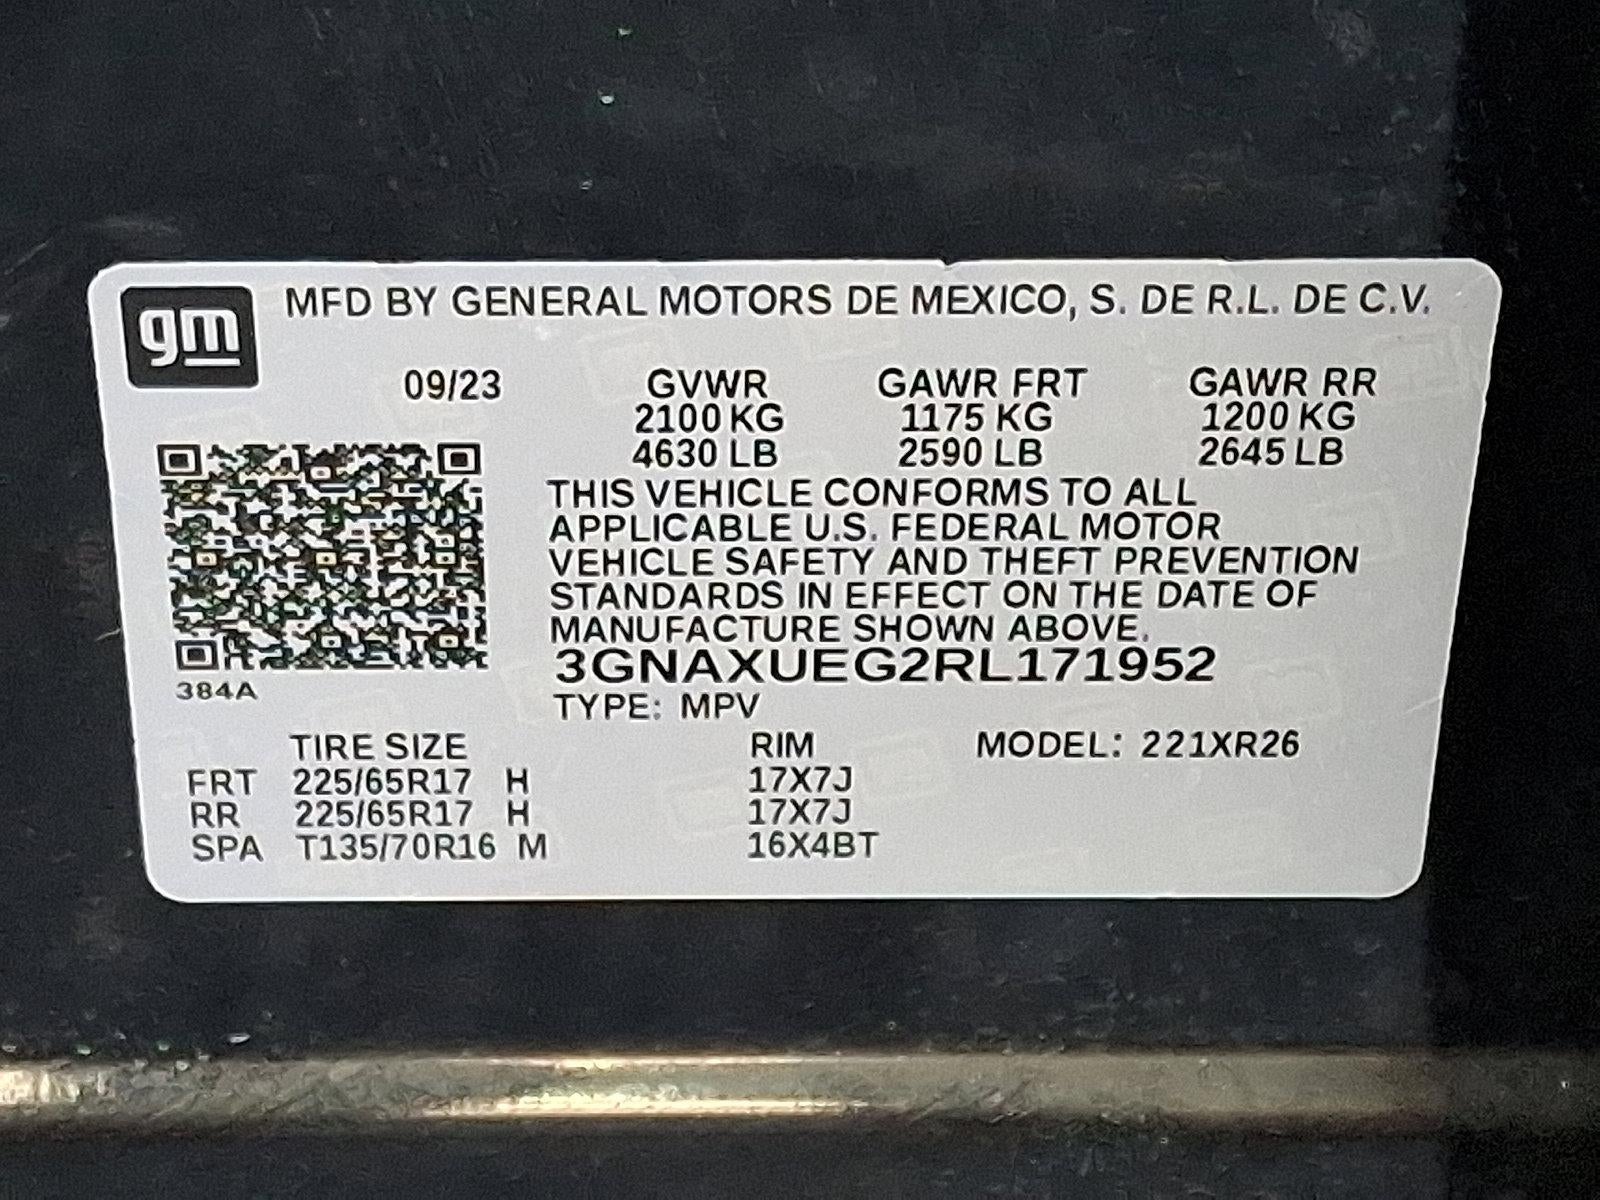 gm
MFD BY GENERAL MOTORS DE MEXICO, S. DE R.L. DE C.V.
09/23 GVWR GAWR FRT GAWR RR
2100 KG 1175 KG 1200 KG
4630 LB 2590 LB 2645 LB
THIS VEHICLE CONFORMS TO ALL
APPLICABLE U.S. FEDERAL MOTOR
VEHICLE SAFETY AND THEFT PREVENTION
STANDARDS IN EFFECT ON THE DATE OF
MANUFACTURE SHOWN ABOVE.
3GNAXUEG2RL171952
384A
TYPE: MPV
TIRE SIZE RIM MODEL: 221XR26
FRT 225/65R17 H 17X7J
RR 225/65R17 H 17X7J
SPA T135/70R16 M 16X4BT